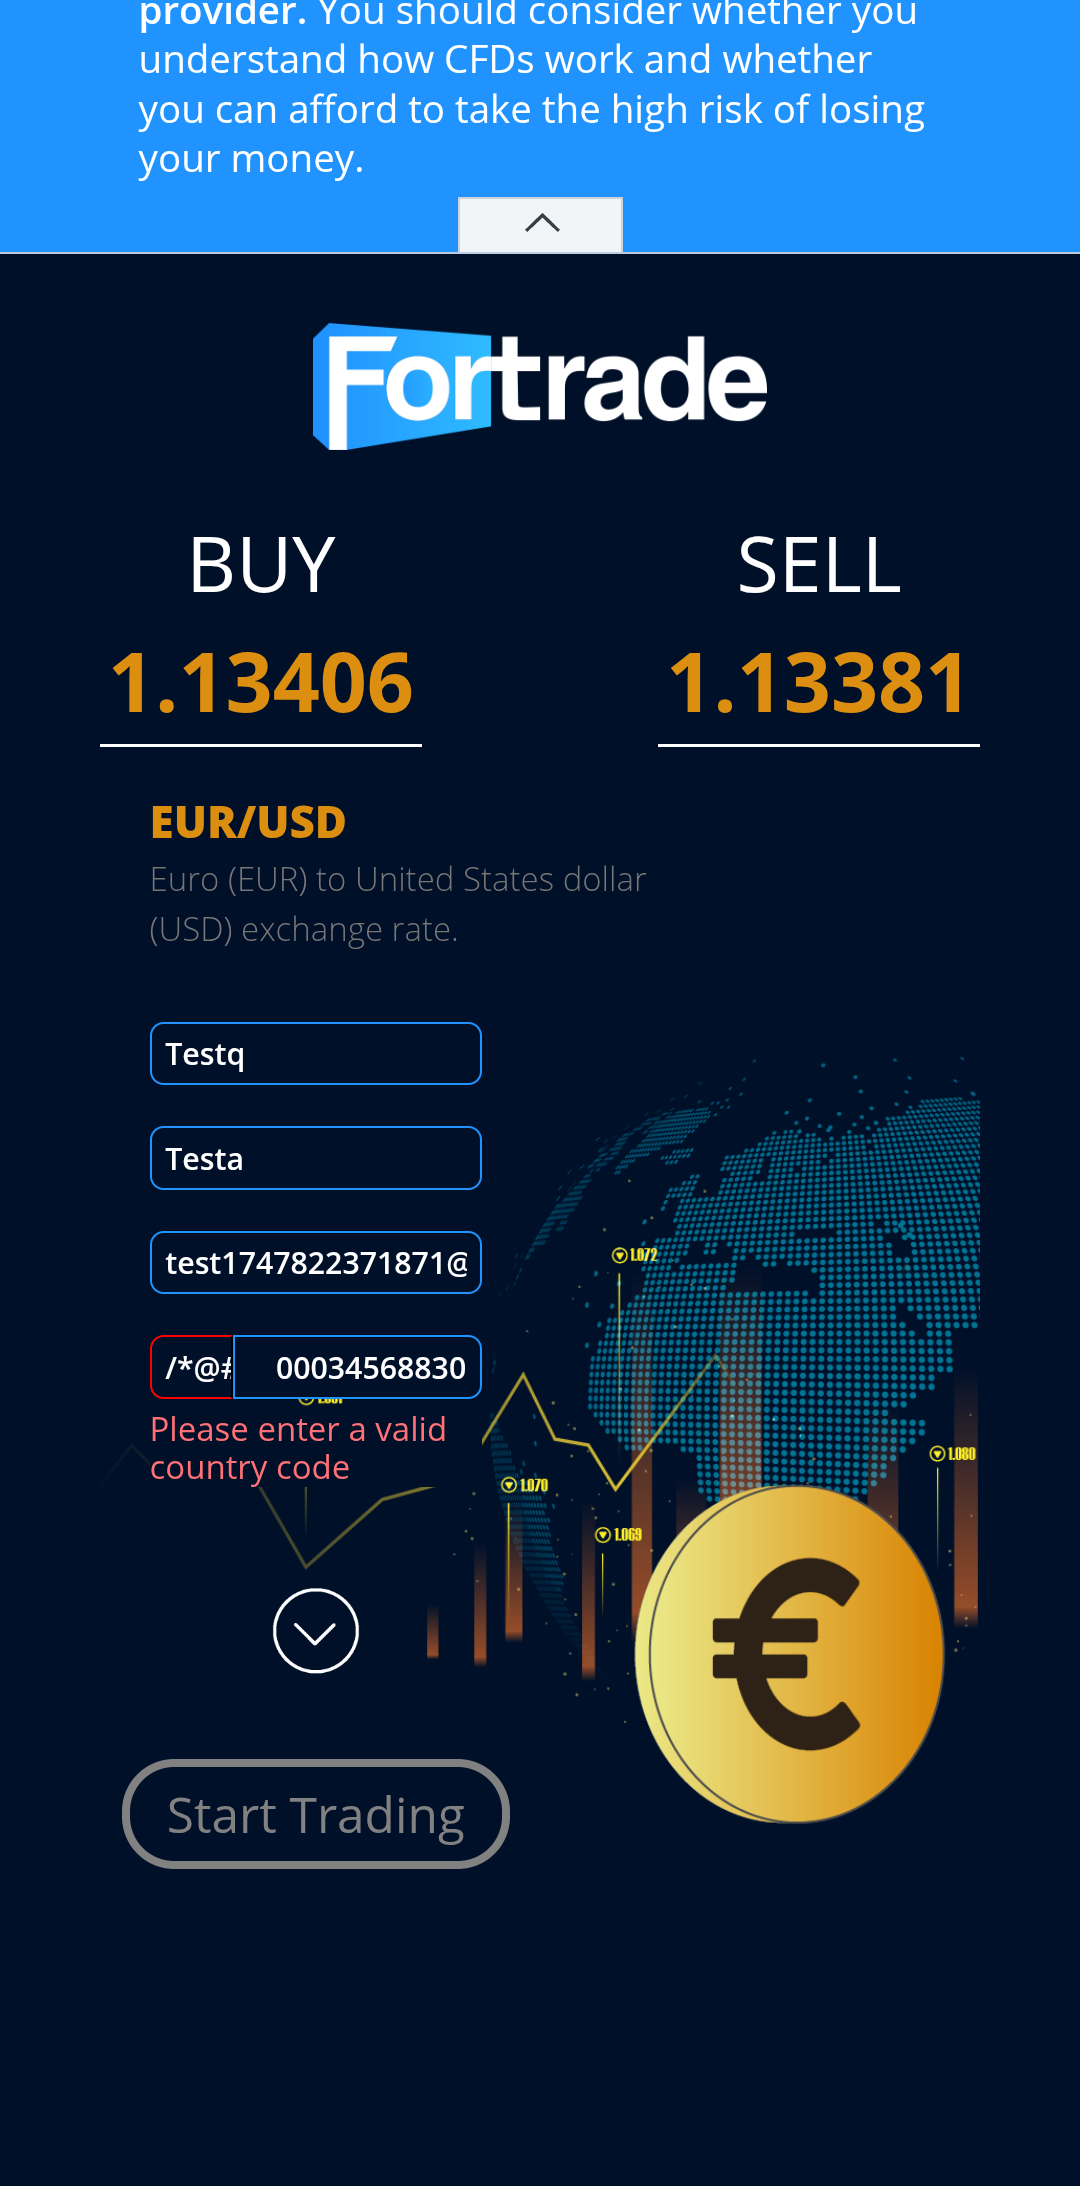 provider. You should consider whether you
understand how CFDs work and whether
you can afford to take the high risk of losing
your money.
Fortrade
BUY
SELL
1.13406
1.13381
EUR/USD
Euro (EUR) to United States dollar
(USD) exchange rate.
Testq
Testa
test1747822371871@
1.072
/*@#
00034568830
Please enter a valid
country code
1.080
1.070
1.069
€
Start Trading